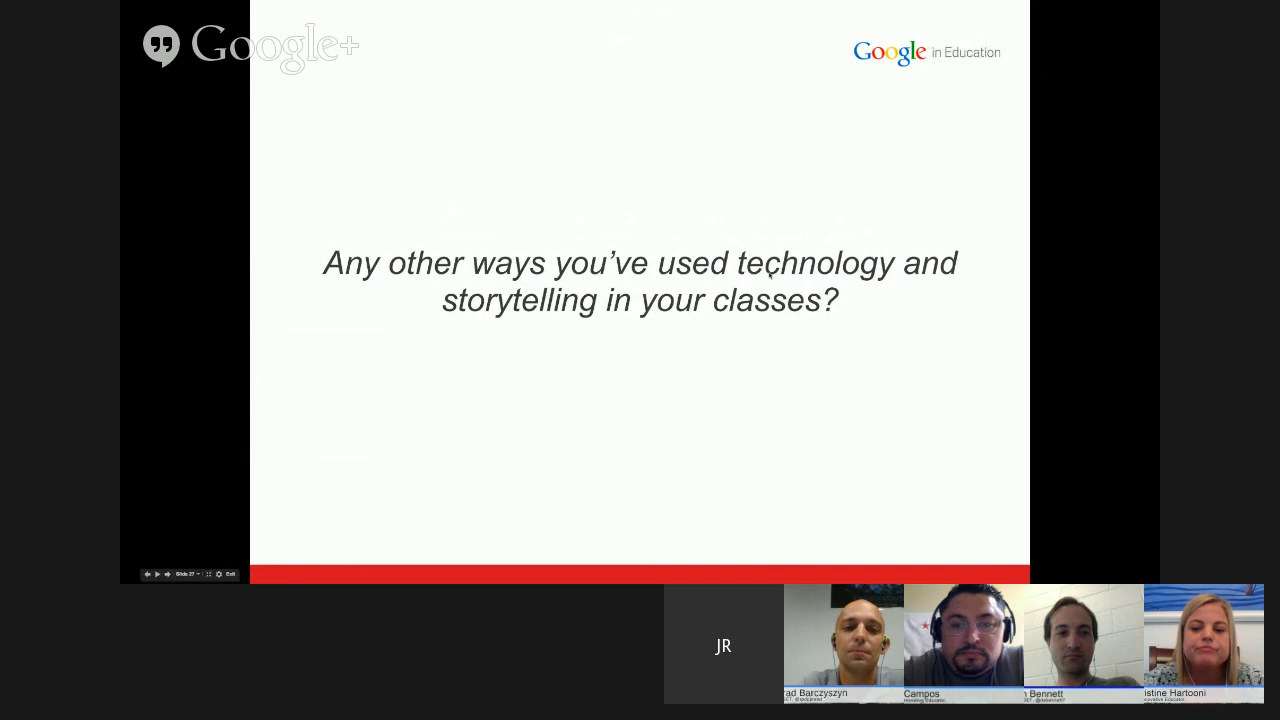 Google+
Google in Education
Any other ways you've used technology and
storytelling in your classes?
Slide 27
Exit
JR
rad Barczyszyn
Campos
n Bennett
istine Hartooni